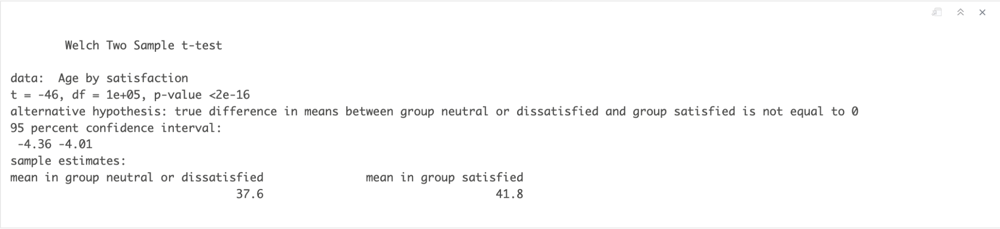 Welch Two Sample t-test
data:  Age by satisfaction
t = -46, df = 1e+05, p-value <2e-16
alternative hypothesis: true difference in means between group neutral or dissatisfied and group satisfied is not equal to 0
95 percent confidence interval:
 -4.36 -4.01
sample estimates:
mean in group neutral or dissatisfied               mean in group satisfied
                                 37.6                                  41.8